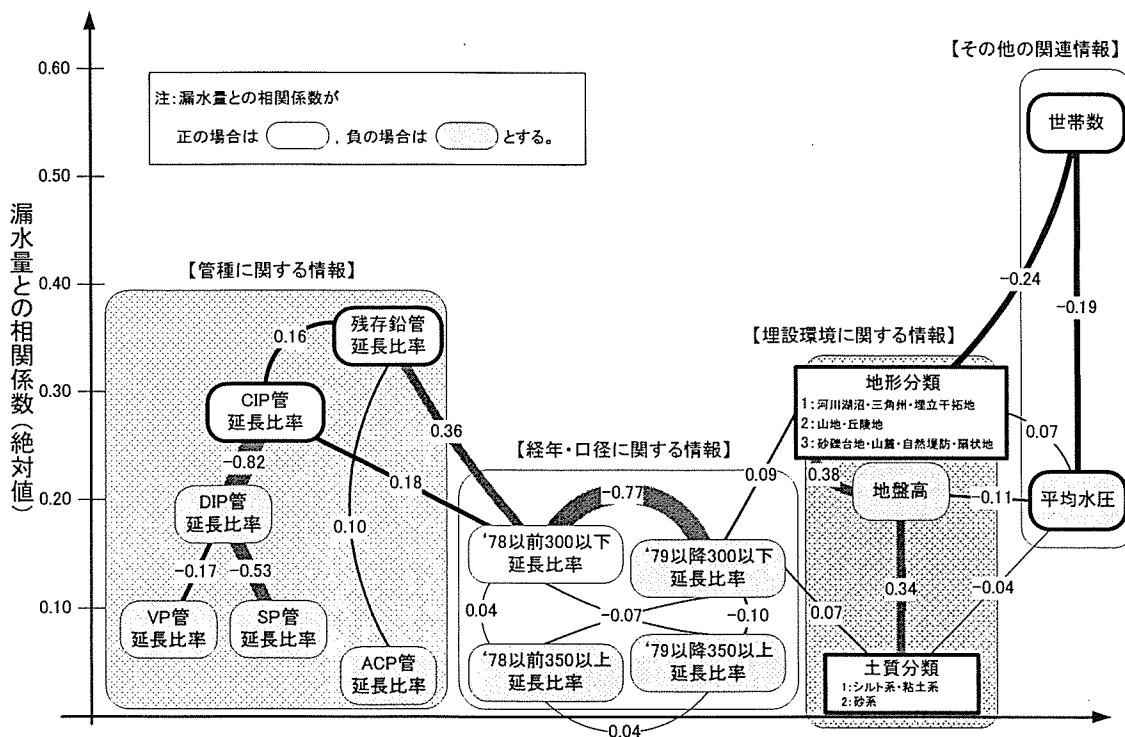 【その他の関連情報】
0.60
注:漏水量との相関係数が
正の場合は　　　,負の場合は　　　とする。
世帯数
0.50
漏水量との相関係数(絶対値)
【管種に関する情報】
0.40
-0.24
-0.19
残存鉛管
延長比率
0.16
【埋設環境に関する情報】
地形分類
1:河川湖沼・三角州・埋立干拓地
2:山地・丘陵地
3:砂礫台地・山麓・自然堤防・扇状地
0.30
CIP管
延長比率
0.36
【経年・口径に関する情報】
0.07
-0.82
0.18
0.09
0.38
地盤高
-0.11
平均水圧
0.20
DIP管
延長比率
-0.77
0.10
'78以前300以下
延長比率
'79以降300以下
延長比率
-0.17
-0.53
0.34
-0.04
0.10
VP管
延長比率
SP管
延長比率
0.04
-0.07
-0.10
0.07
ACP管
延長比率
'78以前350以上
延長比率
'79以降350以上
延長比率
土質分類
1:シルト系・粘土系
2:砂系
0.04